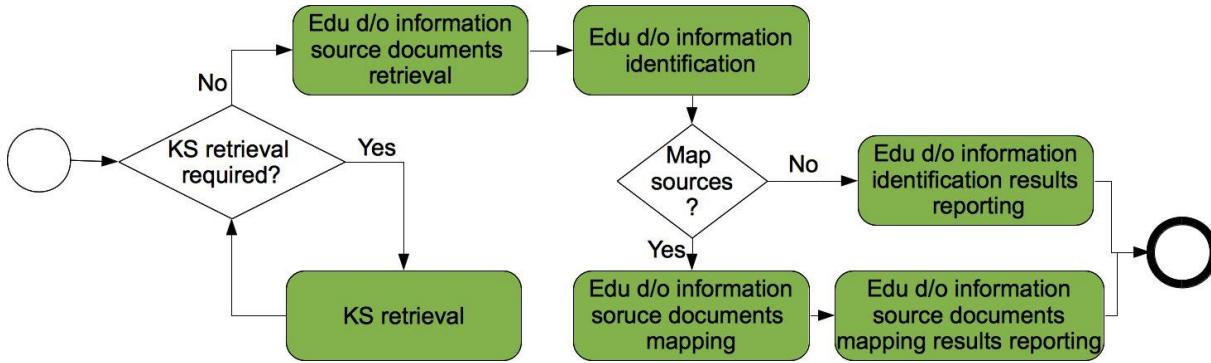 Edu d/o information
source documents
retrieval
Edu d/o information
identification
No
KS retrieval
required?
Yes
Map
sources
?
No
Edu d/o information
identification results
reporting
Yes
KS retrieval
Edu d/o information
soruce documents
mapping
Edu d/o information
source documents
mapping results reporting